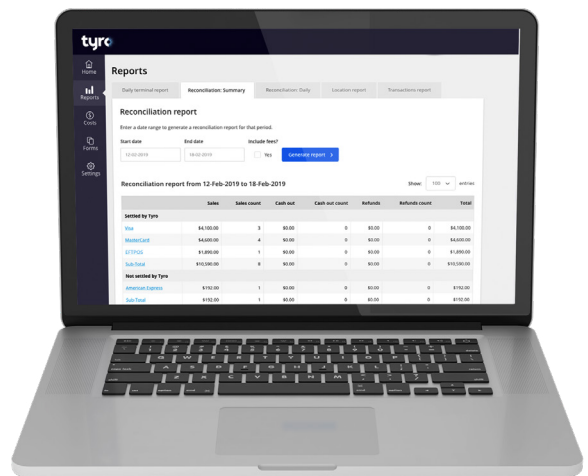 tyro
Home
Reports
Costs
Forms
Settings
Reports
Daily terminal report Reconciliation: Summary Reconciliation: Daily Location report Transactions report
Reconciliation report
Enter a date range to generate a reconciliation report for that period.
Start date End date Include fees?
12-02-2019 18-02-2019 Yes Generate report >
Reconciliation report from 12-Feb-2019 to 18-Feb-2019 Show: 100 entries
Sales Sales count Cash out Cash out count Refunds Refunds count Total
Settled by Tyro
Visa $4,100.00 3 $0.00 0 $0.00 0 $4,100.00
MasterCard $4,600.00 4 $0.00 0 $0.00 0 $4,600.00
EFTPOS $1,890.00 1 $0.00 0 $0.00 0 $1,890.00
Sub-Total $10,590.00 8 $0.00 0 $0.00 0 $10,590.00
Not settled by Tyro
American Express $192.00 1 $0.00 0 $0.00 0 $192.00
Sub-Total $192.00 1 $0.00 0 $0.00 0 $192.00